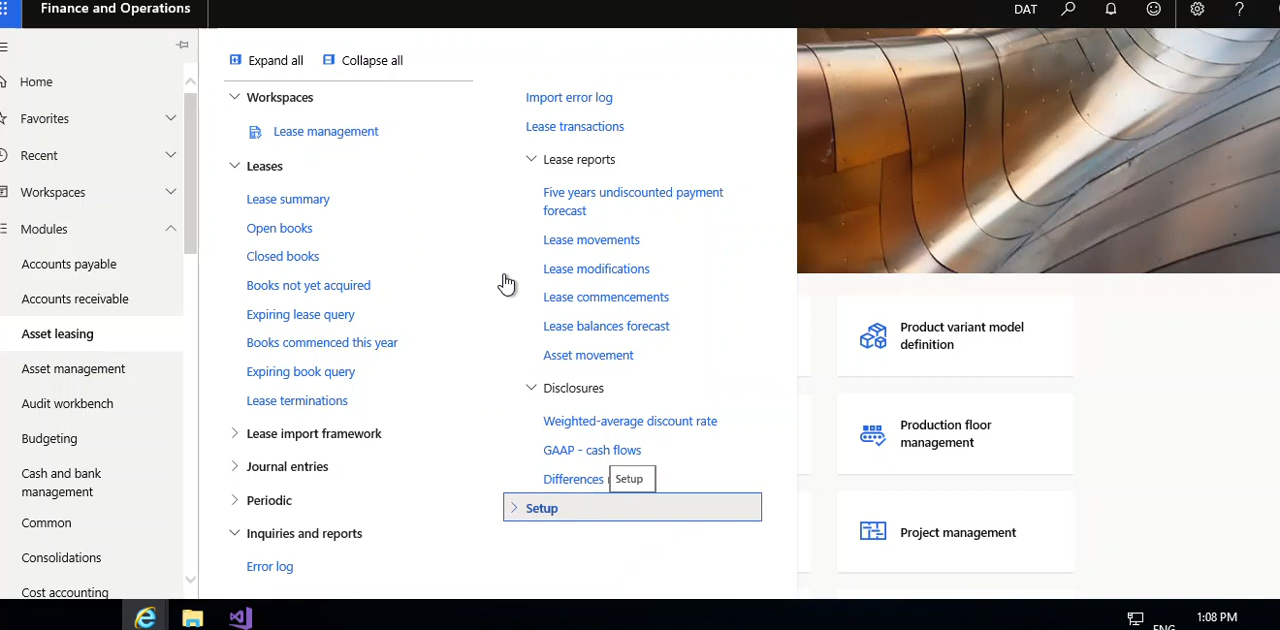 Finance and Operations
DAT
?
Home
Favorites
Recent
Workspaces
Modules
Accounts payable
Accounts receivable
Asset leasing
Asset management
Audit workbench
Budgeting
Cash and bank
management
Common
Consolidations
Cost accounting
Expand all
Collapse all
Workspaces
Lease management
Leases
Lease summary
Open books
Closed books
Books not yet acquired
Expiring lease query
Books commenced this year
Expiring book query
Lease terminations
Lease import framework
Journal entries
Periodic
Inquiries and reports
Error log
Import error log
Lease transactions
Lease reports
Five years undiscounted payment
forecast
Lease movements
Lease modifications
Lease commencements
Lease balances forecast
Asset movement
Disclosures
Weighted-average discount rate
GAAP - cash flows
Differences
Setup
Setup
Product variant model
definition
Production floor
management
Project management
1:08 PM
ENG